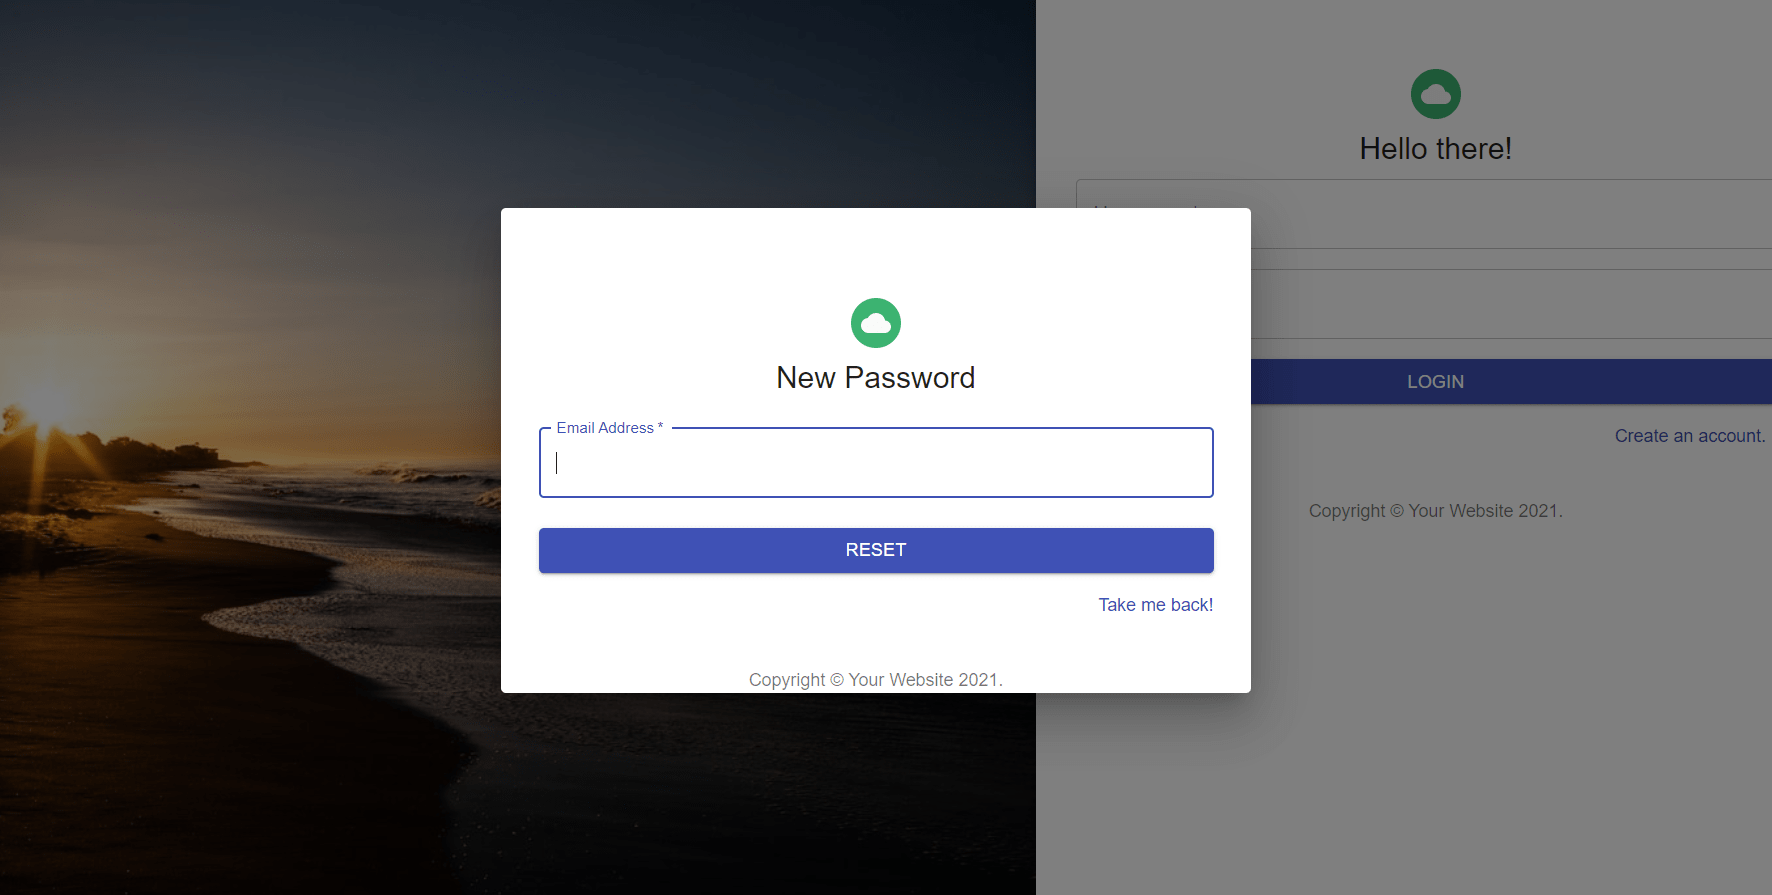 Hello there!
LOGIN
Create an account.
Copyright © Your Website 2021.
New Password
Email Address *
RESET
Take me back!
Copyright © Your Website 2021.